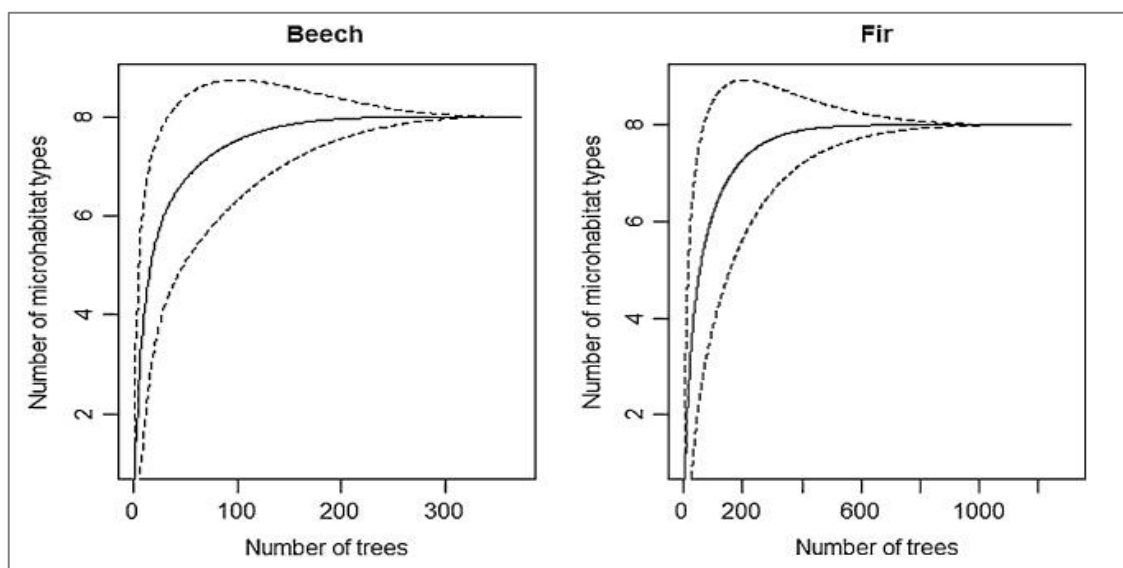 Beech
Number of microhabitat types
8
6
4
2
0
100
200
300
Number of trees
Fir
Number of microhabitat types
8
6
4
2
0
200
600
1000
Number of trees